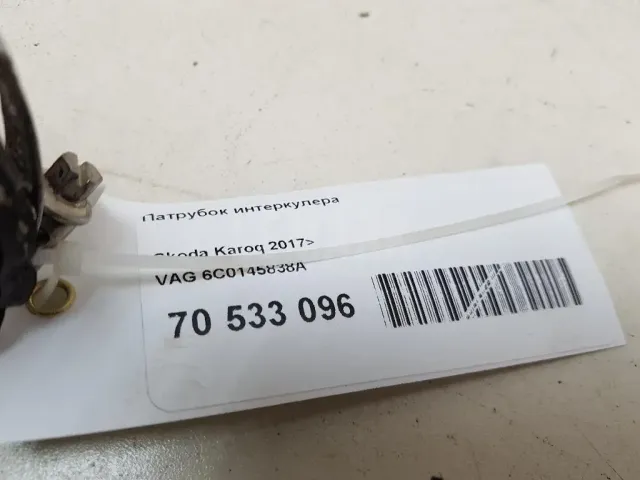 Патрубок интеркулера
Skoda Karoq 2017>
VAG 6C0145838A
70 533 096